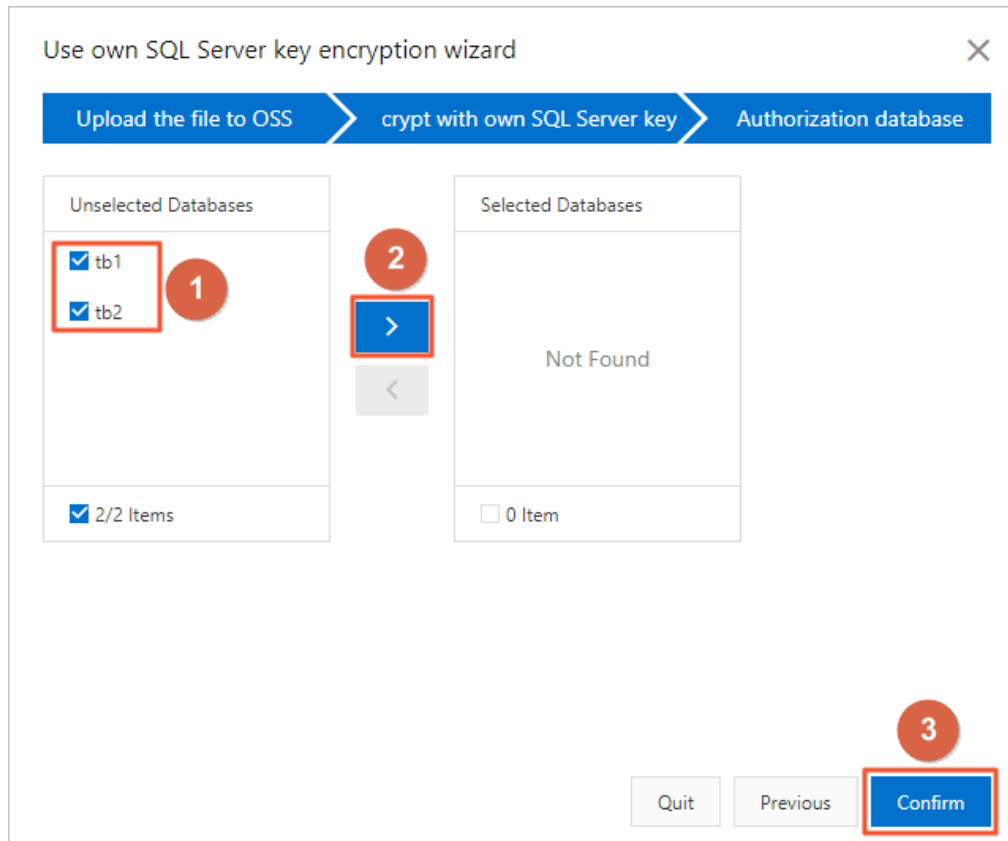 Use own SQL Server key encryption wizard
Upload the file to OSS
crypt with own SQL Server key
Authorization database
Unselected Databases
Selected Databases
tb1
tb2
1
2
Not Found
2/2 Items
0 Item
3
Quit
Previous
Confirm